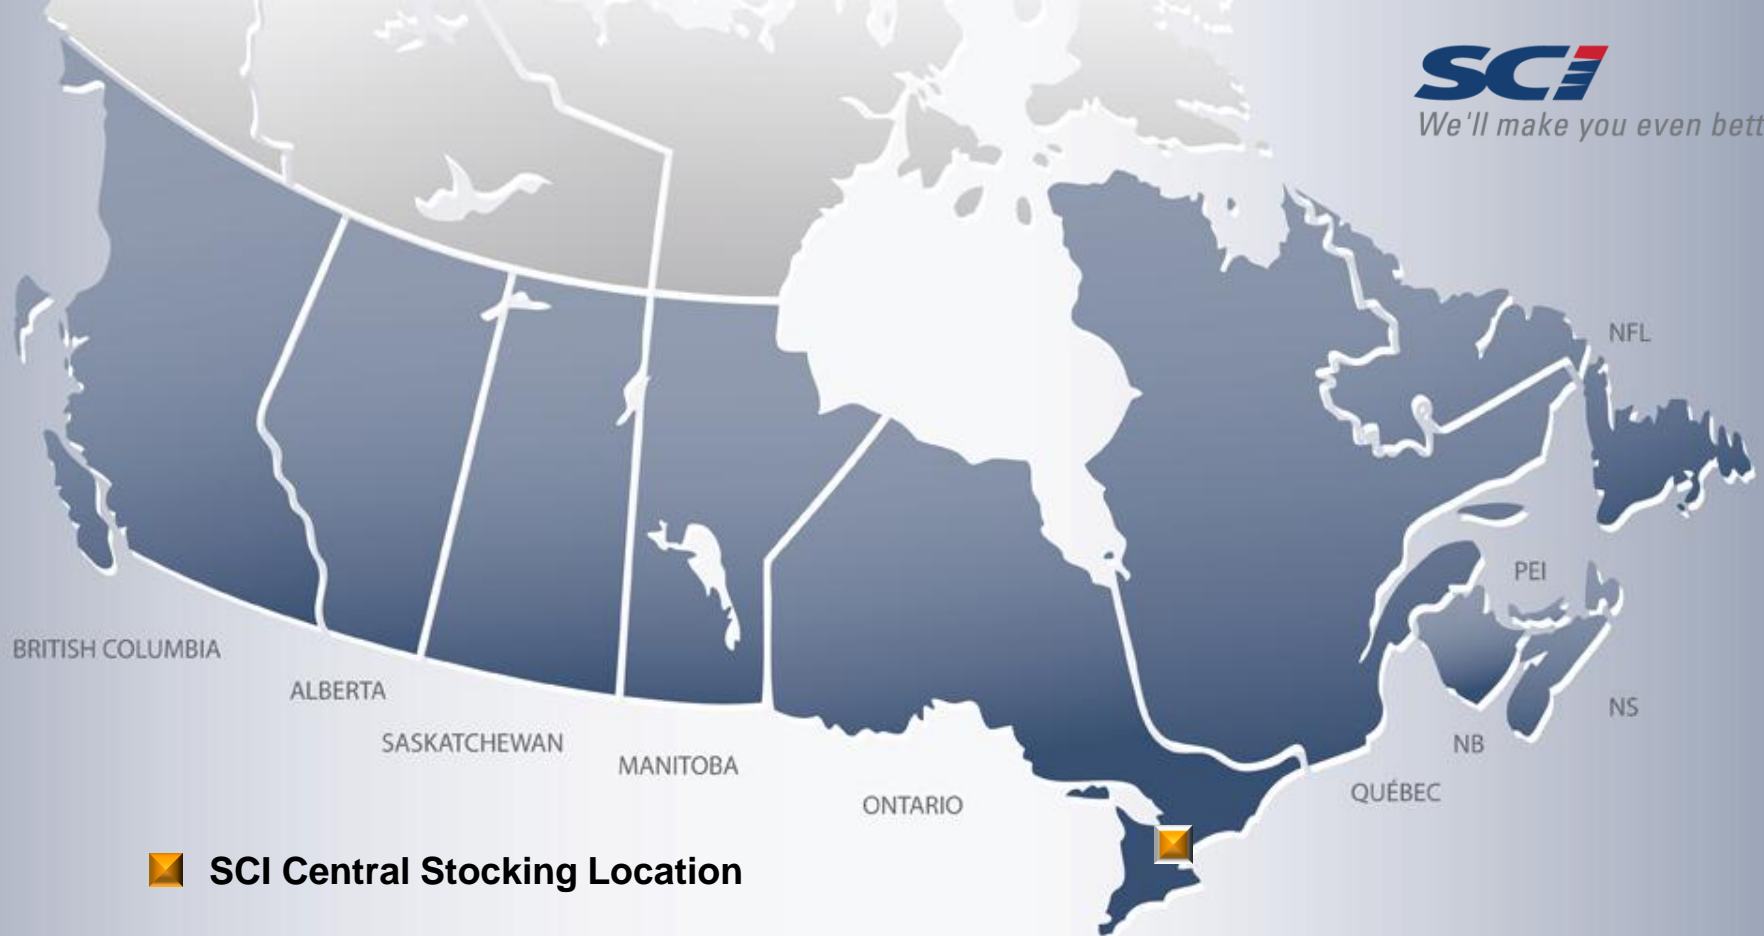 SCI
We'll make you even bett
NFL
PEI
BRITISH COLUMBIA
ALBERTA
NS
SASKATCHEWAN
NB
MANITOBA
QUÉBEC
ONTARIO
SCI Central Stocking Location